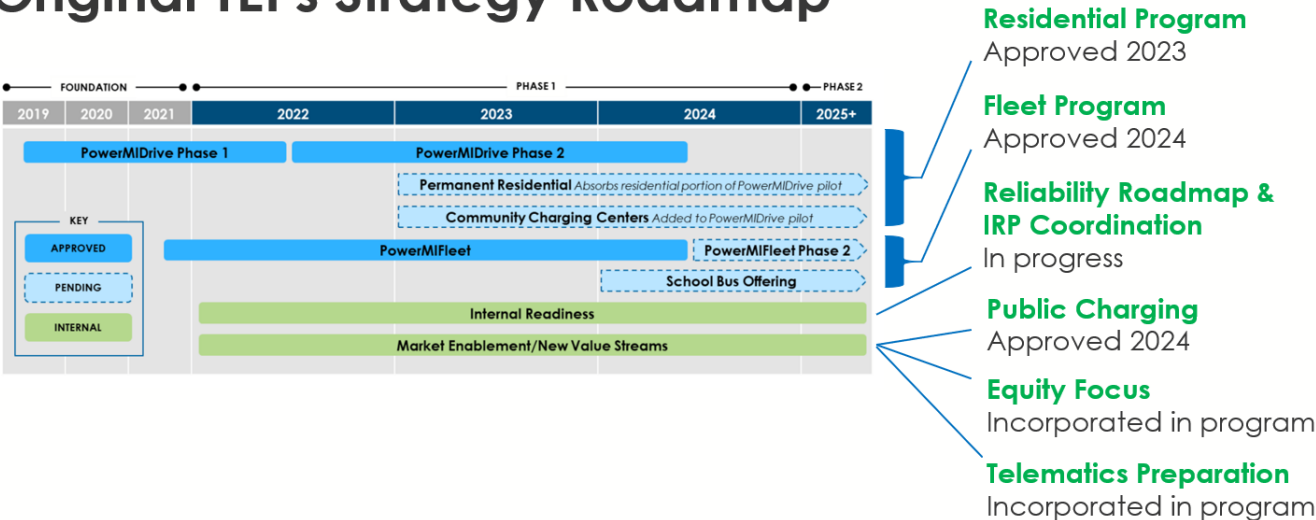 Original TEPs Strategy Roadmap
FOUNDATION
PHASE 1
PHASE 2
2019 2020 2021 2022 2023 2024 2025+
PowerMIDrive Phase 1
PowerMIDrive Phase 2
Permanent Residential Absorbs residential portion of PowerMIDrive pilot
Community Charging Centers Added to PowerMIDrive pilot
PowerMIFleet
PowerMIFleet Phase 2
School Bus Offering
Internal Readiness
Market Enablement/New Value Streams
KEY
APPROVED
PENDING
INTERNAL
Residential Program
Approved 2023
Fleet Program
Approved 2024
Reliability Roadmap &
IRP Coordination
In progress
Public Charging
Approved 2024
Equity Focus
Incorporated in program
Telematics Preparation
Incorporated in program